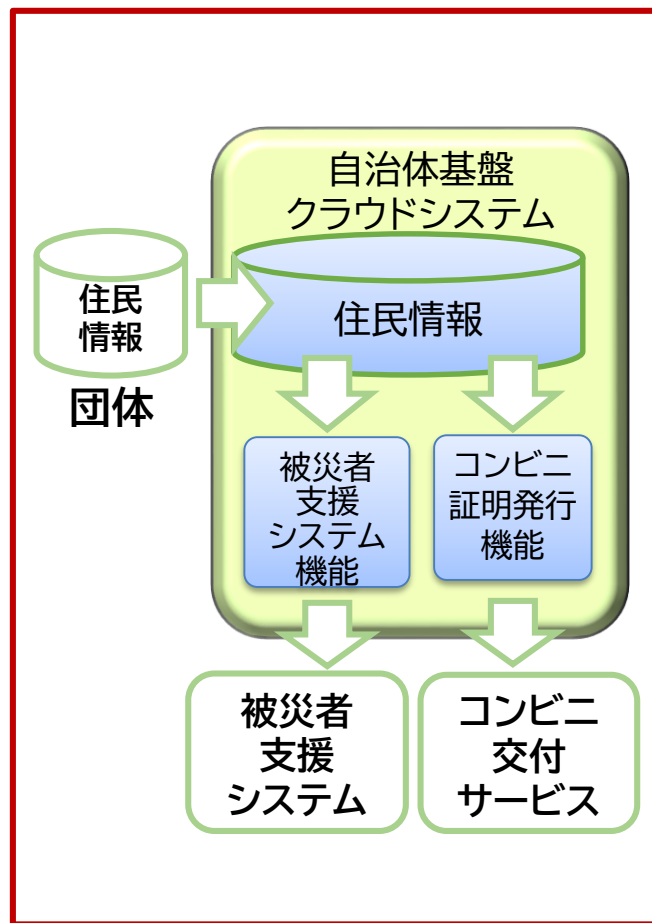 自治体基盤
クラウドシステム
住民
情報
団体
住民情報
被災者
支援
システム
機能
コンビニ
証明発行
機能
被災者
支援
システム
コンビニ
交付
サービス